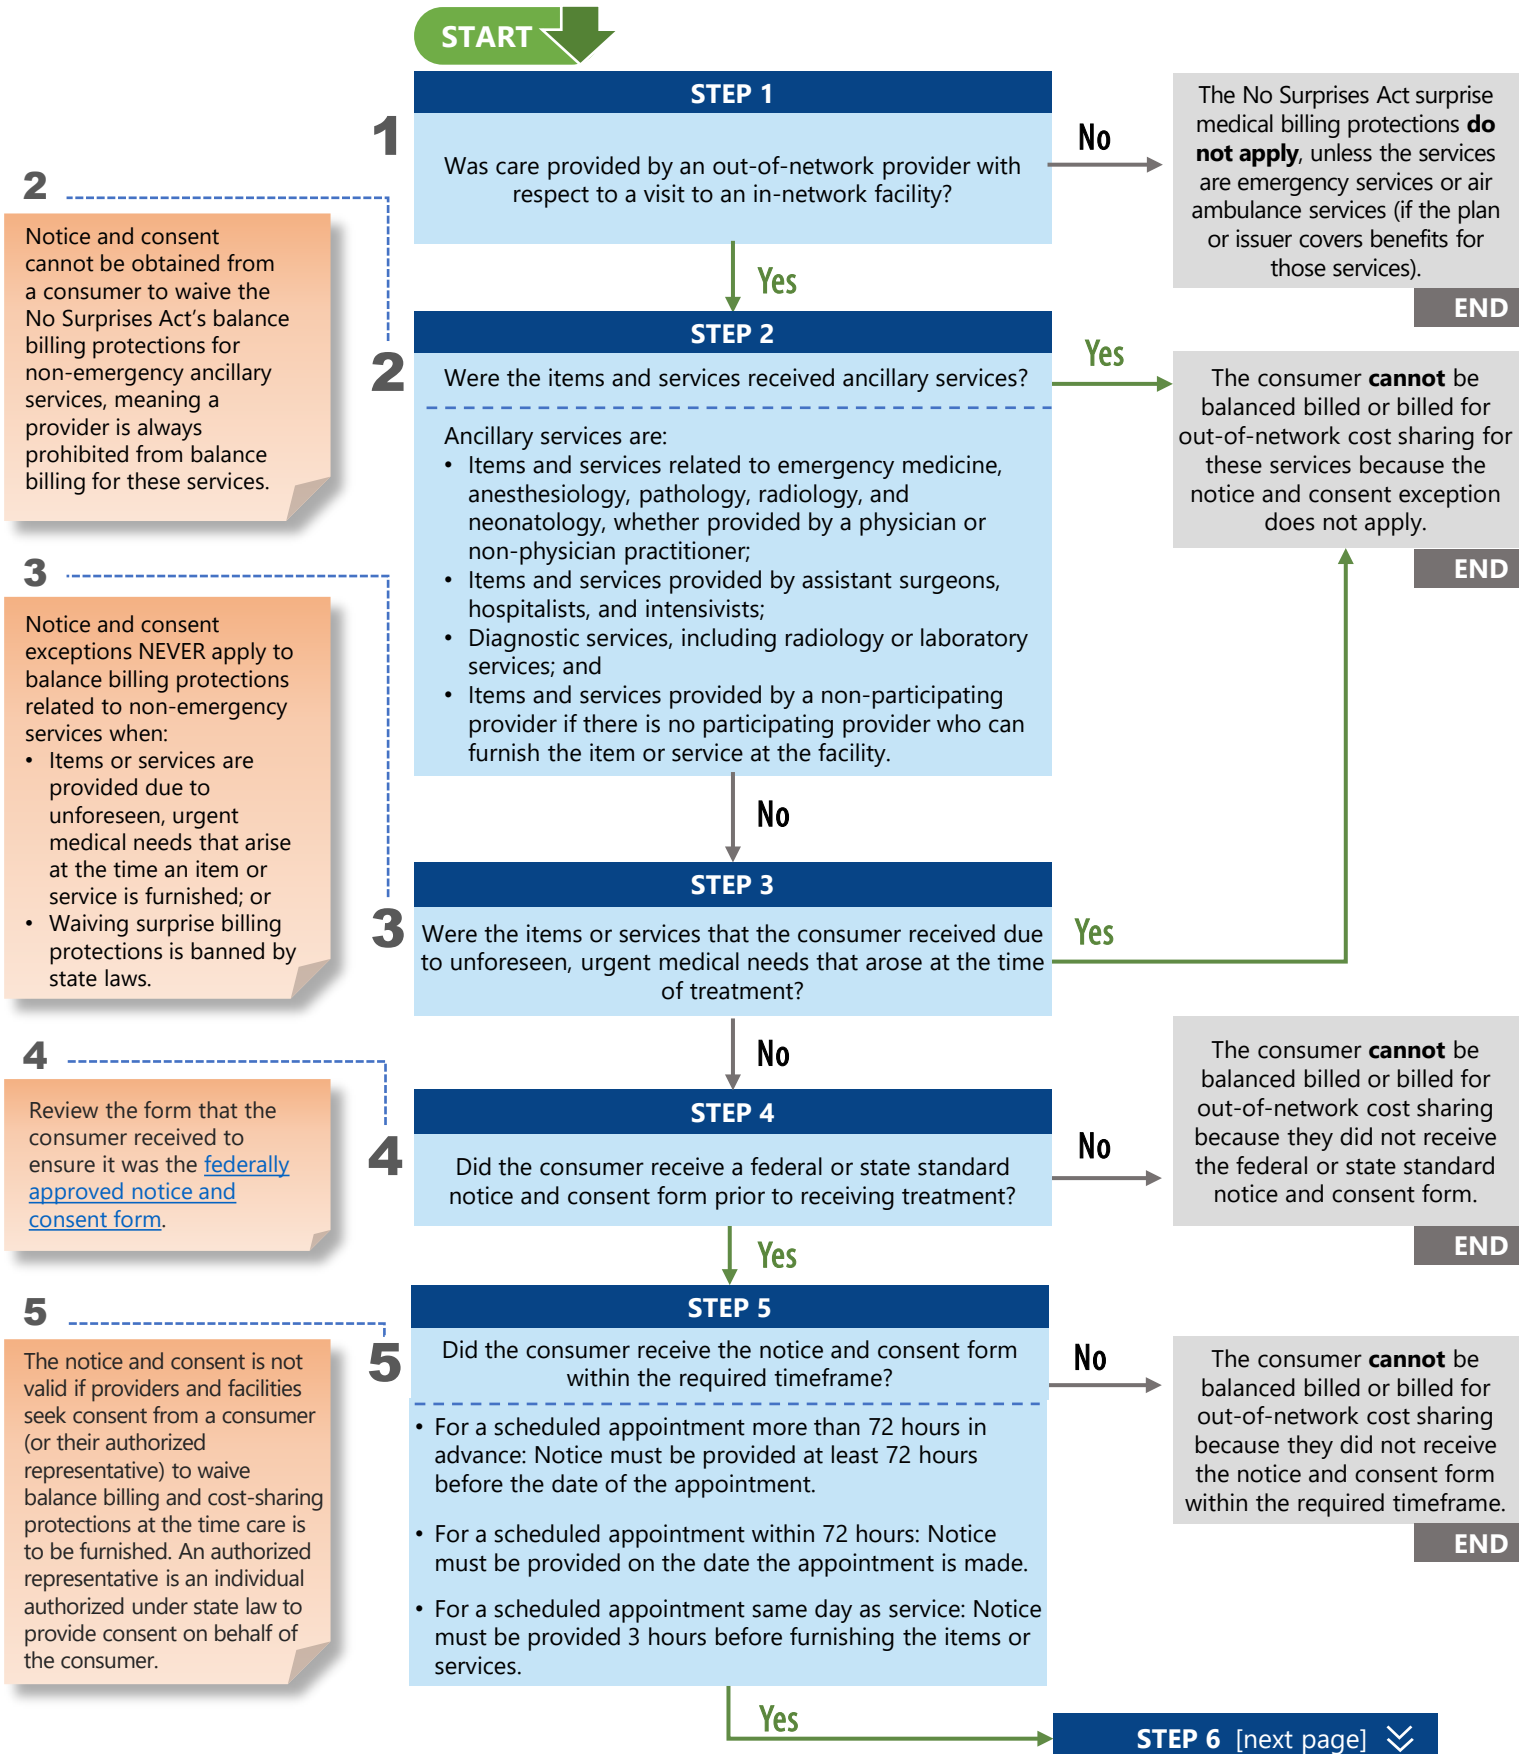 START
STEP 1
1
Was care provided by an out-of-network provider with
respect to a visit to an in-network facility?
No
The No Surprises Act surprise
medical billing protections do
not apply, unless the services
are emergency services or air
ambulance services (if the plan
or issuer covers benefits for
those services).
END
Yes
2
Notice and consent
cannot be obtained from
a consumer to waive the
No Surprises Act's balance
billing protections for
non-emergency ancillary
services, meaning a
provider is always
prohibited from balance
billing for these services.
STEP 2
2
Were the items and services received ancillary services?
Ancillary services are:
• Items and services related to emergency medicine,
anesthesiology, pathology, radiology, and
neonatology, whether provided by a physician or
non-physician practitioner;
• Items and services provided by assistant surgeons,
hospitalists, and intensivists;
• Diagnostic services, including radiology or laboratory
services; and
• Items and services provided by a non-participating
provider if there is no participating provider who can
furnish the item or service at the facility.
Yes
The consumer cannot be
balanced billed or billed for
out-of-network cost sharing for
these services because the
notice and consent exception
does not apply.
END
No
3
Notice and consent
exceptions NEVER apply to
balance billing protections
related to non-emergency
services when:
• Items or services are
provided due to
unforeseen, urgent
medical needs that arise
at the time an item or
service is furnished; or
• Waiving surprise billing
protections is banned by
state laws.
STEP 3
3
Were the items or services that the consumer received due
to unforeseen, urgent medical needs that arose at the time
of treatment?
Yes
No
4
Review the form that the
consumer received to
ensure it was the federally
approved notice and
consent form.
STEP 4
4
Did the consumer receive a federal or state standard
notice and consent form prior to receiving treatment?
No
The consumer cannot be
balanced billed or billed for
out-of-network cost sharing
because they did not receive
the federal or state standard
notice and consent form.
END
Yes
5
The notice and consent is not
valid if providers and facilities
seek consent from a consumer
(or their authorized
representative) to waive
balance billing and cost-sharing
protections at the time care is
to be furnished. An authorized
representative is an individual
authorized under state law to
provide consent on behalf of
the consumer.
STEP 5
5
Did the consumer receive the notice and consent form
within the required timeframe?
• For a scheduled appointment more than 72 hours in
advance: Notice must be provided at least 72 hours
before the date of the appointment.
• For a scheduled appointment within 72 hours: Notice
must be provided on the date the appointment is made.
• For a scheduled appointment same day as service: Notice
must be provided 3 hours before furnishing the items or
services.
No
The consumer cannot be
balanced billed or billed for
out-of-network cost sharing
because they did not receive
the notice and consent form
within the required timeframe.
END
Yes
STEP 6 [next page]